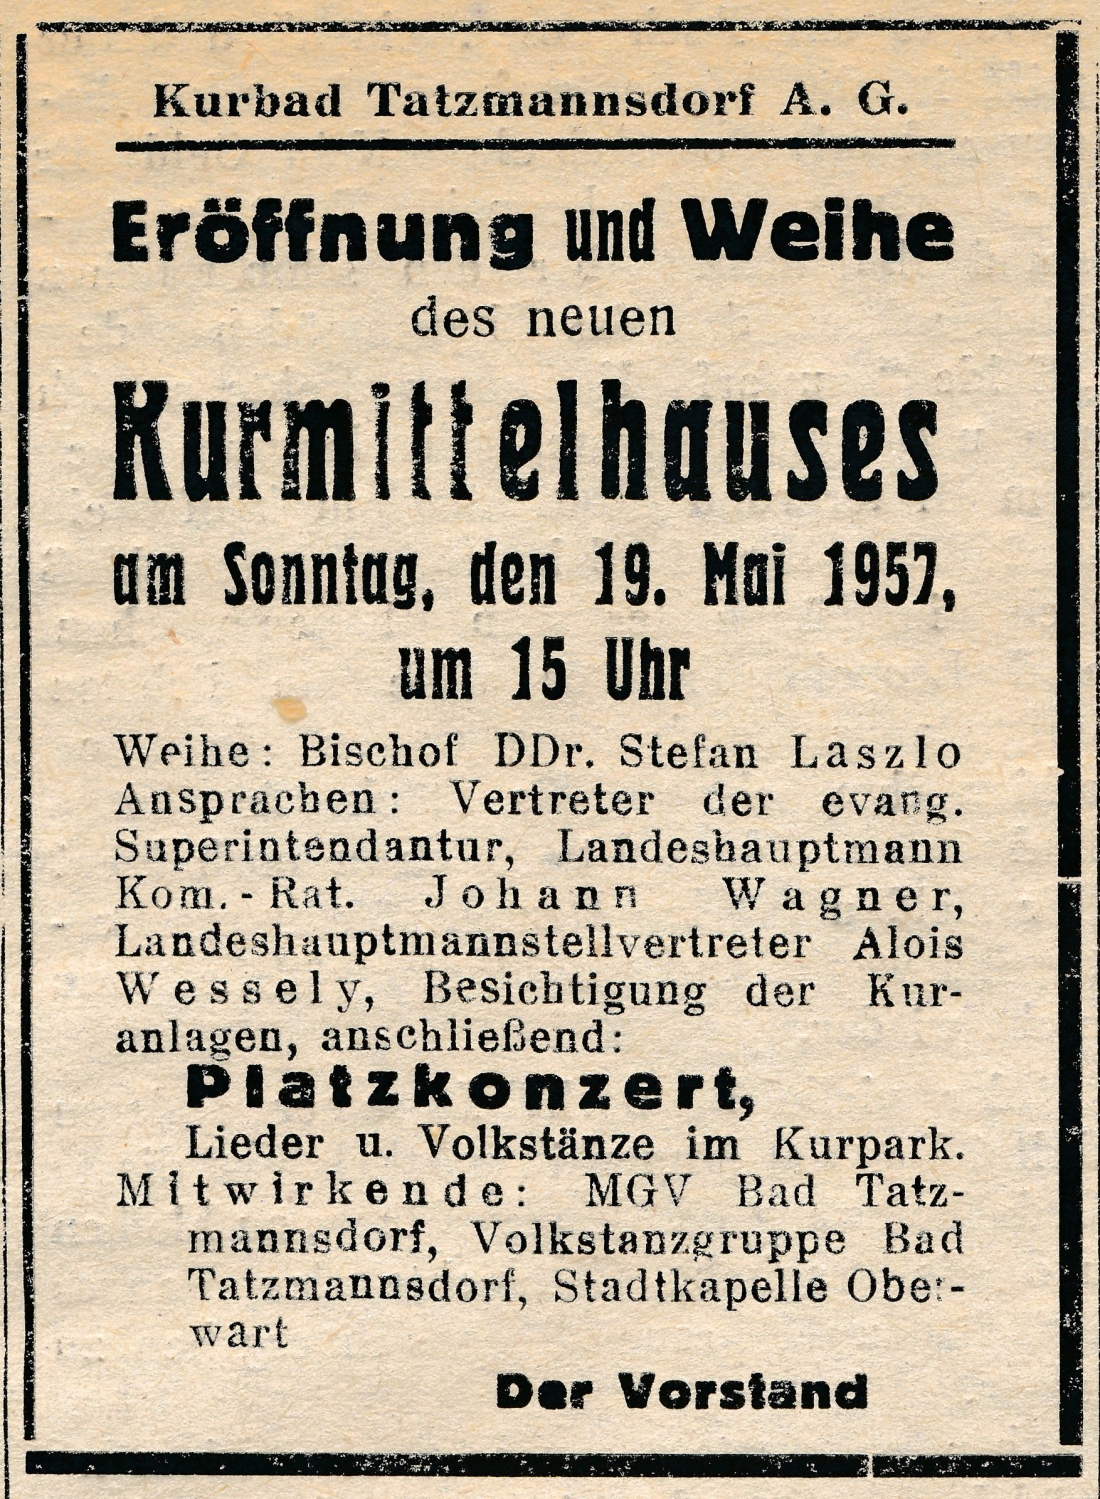 Kurbad Tatzmannsdorf A. G.
Eröffnung und Weihe
des neuen
Kurmittelhauses
am Sonntag, den 19. Mai 1957,
um 15 Uhr
Weihe: Bischof DDr. Stefan Laszlo
Ansprachen: Vertreter der evang.
Superintendantur, Landeshauptmann
Kom.-Rat. Johann Wagner,
Landeshauptmannstellvertreter Alois
Wessely, Besichtigung der Kur-
anlagen, anschließend:
Platzkonzert,
Lieder u. Volkstänze im Kurpark.
Mitwirkende: MGV Bad Tatz-
mannsdorf, Volkstanzgruppe Bad
Tatzmannsdorf, Stadtkapelle Ober-
wart
Der Vorstand